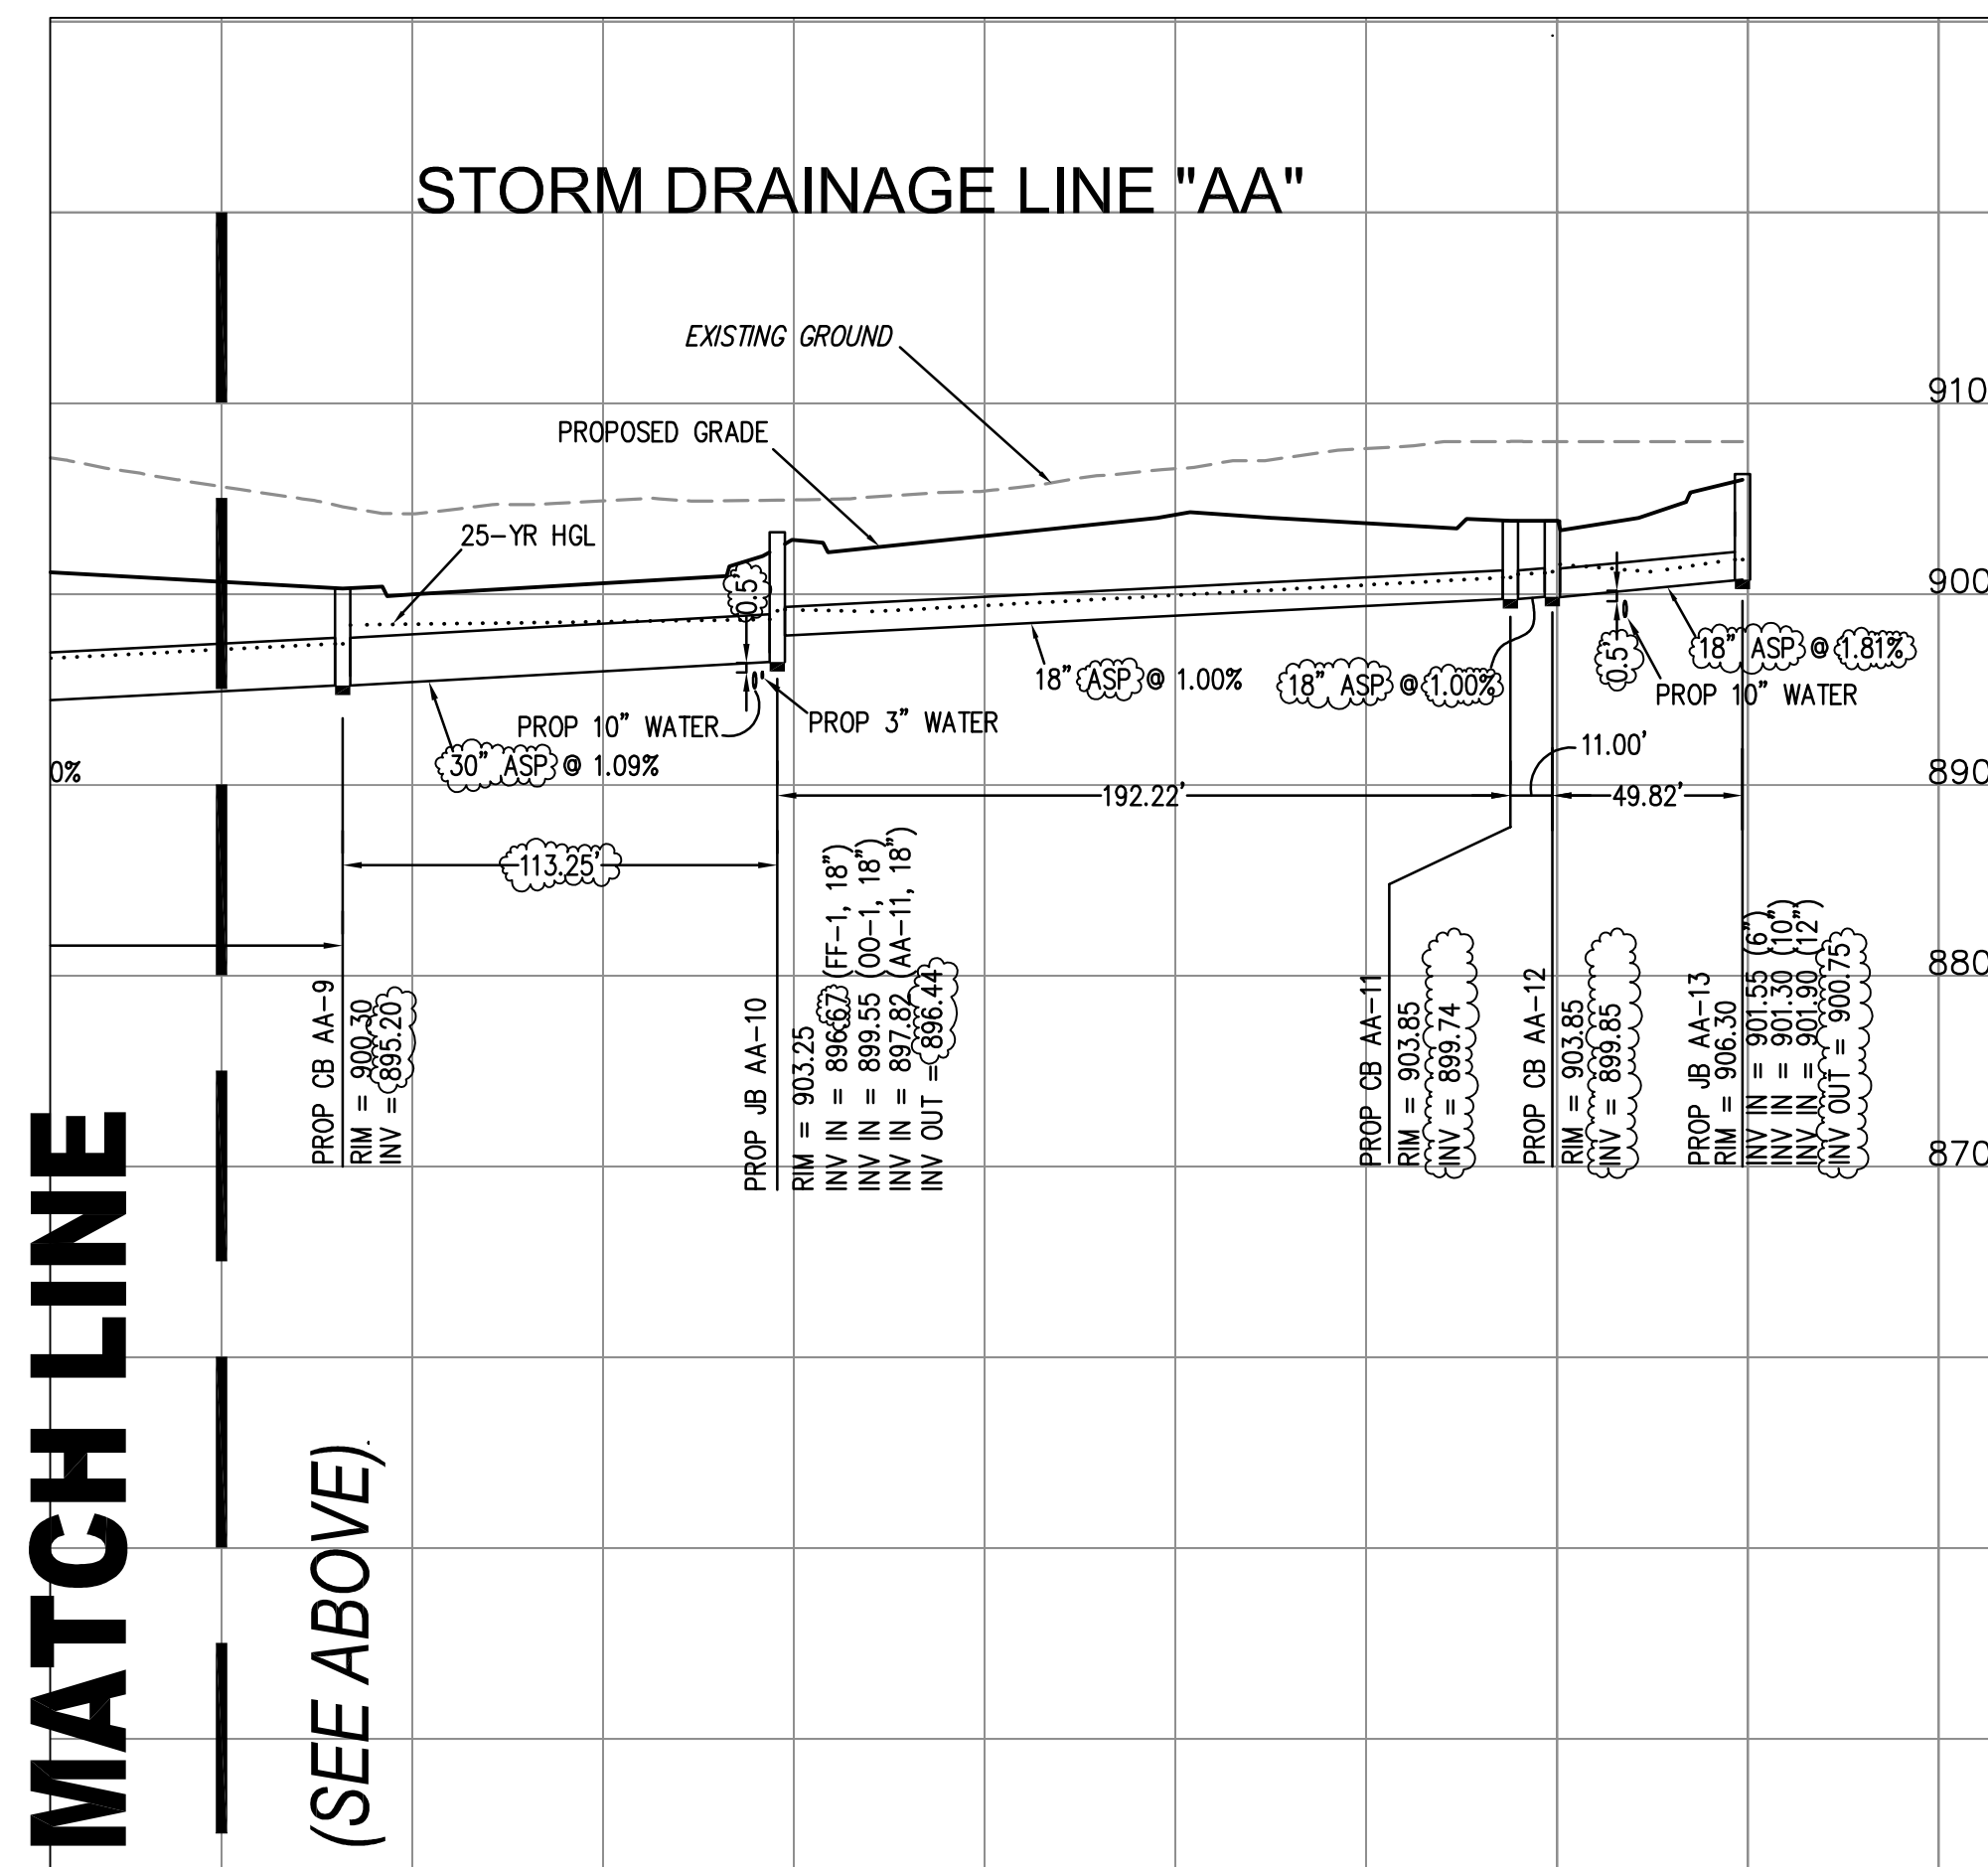 STORM DRAINAGE LINE "AA"
EXISTING GROUND
910
PROPOSED GRADE
25-YR HGL
0.5'
900
18" ASP @ 1.00%
18" ASP @ 1.00%
0.5'
18" ASP @ 1.81%
PROP 10" WATER
PROP 10" WATER
PROP 3" WATER
30" ASP @ 1.09%
0%
11.00'
890
192.22'
49.82'
113.25'
880
PROP CB AA-9
RIM = 900.30
INV = 895.20
PROP JB AA-10
RIM = 903.25
INV IN = 896.67 (FF-1, 18")
INV IN = 899.55 (OO-1, 18")
INV IN = 897.82 (AA-11, 18")
INV OUT = 896.44
PROP CB AA-11
RIM = 903.85
INV = 899.74
PROP CB AA-12
RIM = 903.85
INV = 899.85
PROP JB AA-13
RIM = 906.30
INV IN = 901.55 (6")
INV IN = 901.30 (10")
INV IN = 901.90 (12")
INV OUT = 900.75
870
MATCH LINE
(SEE ABOVE)